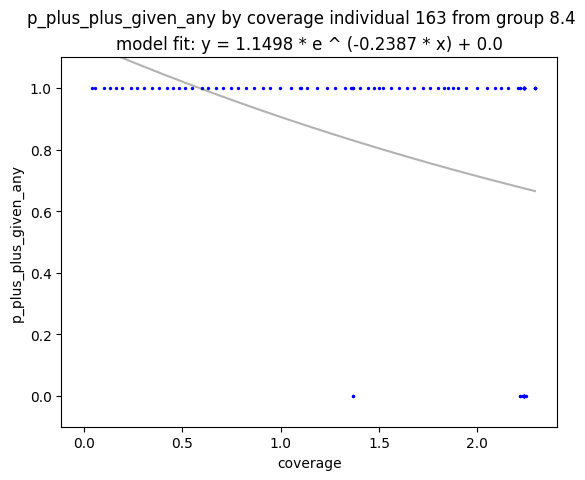 p_plus_plus_given_any by coverage individual 163 from group 8.4
model fit: y = 1.1498 * e ^ (-0.2387 * x) + 0.0
1.0
0.8
0.6
0.4
0.2
0.0
p_plus_plus_given_any
0.0 0.5 1.0 1.5 2.0
coverage